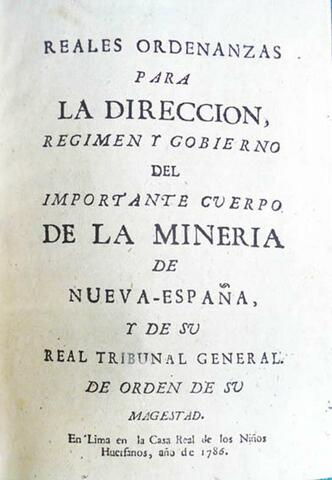 REALES ORDENANZAS
PARA
LA DIRECCION,
REGIMEN Y GOBIERNO
DEL
IMPORTANTE CUERPO
DE LA MINERIA
DE
NUEVA-ESPAÑA,
Y DE SU
REAL TRIBUNAL GENERAL.
DE ORDEN DE SU
MAGESTAD.
En Lima en la Casa Real de los Niños
Huerfanos, año de 1786.